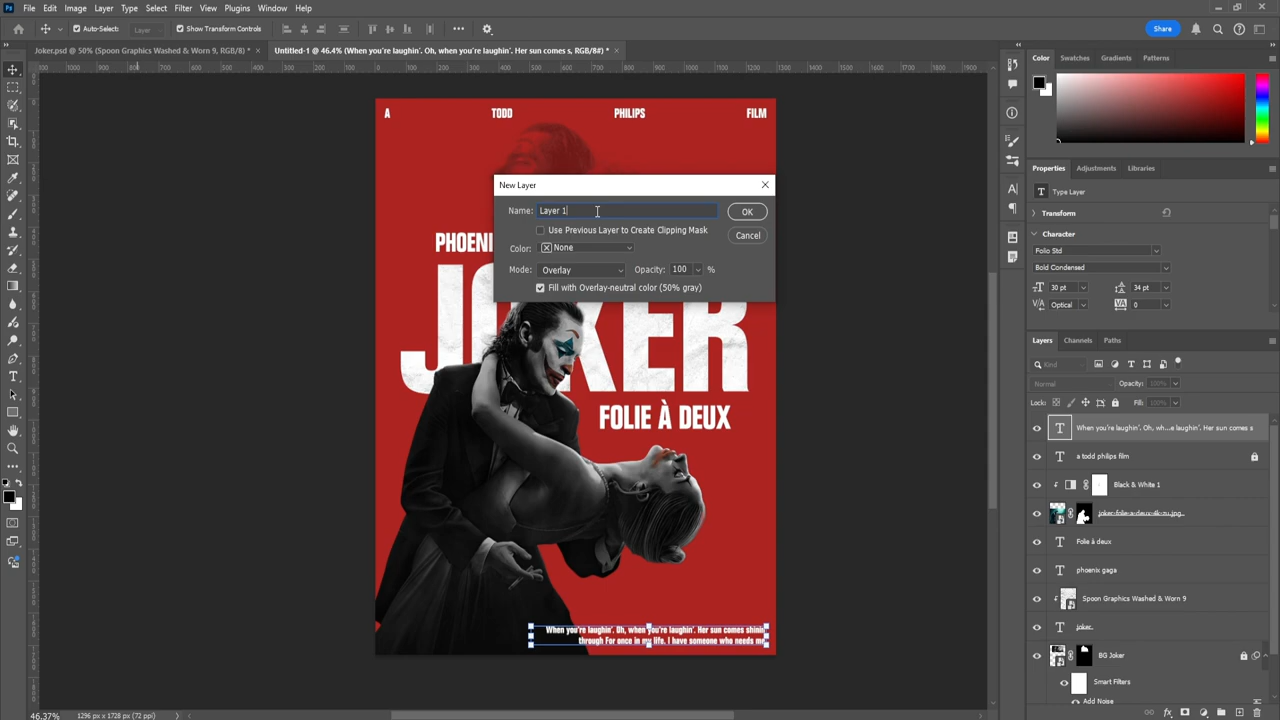 Ps File Edit Image Layer Type Select Filter View Plugins Window Help
Auto-Select: Layer Show Transform Controls Share
Joker.psd @ 50% (Spoon Graphics Washed & Worn 9, RGB/8) *
Untitled-1 @ 46.4% (When you're laughin'. Oh, when you're laughin'. Her sun comes s, RGB/8#) *
A TODD PHILIPS FILM
New Layer
Name: Layer 1 OK
Use Previous Layer to Create Clipping Mask Cancel
Color: None
Mode: Overlay Opacity: 100 %
Fill with Overlay-neutral color (50% gray)
PHOENI
JOKER
FOLIE À DEUX
When you're laughin'. Oh, when you're laughin'. Her sun comes shinin
through For once in my life. I have someone who needs me
Color Swatches Gradients Patterns
Properties Adjustments Libraries
Type Layer
Transform
Character
Folio Std
Bold Condensed
30 pt 34 pt
Optical 0
Layers Channels Paths
Kind
Normal Opacity: 100%
Lock: Fill: 100%
When you're laughin'. Oh, wh...e laughin'. Her sun comes s
a todd philips film
Black & White 1
joker-folie-a-deux-4k-zu.jpg
Folie à deux
phoenix gaga
Spoon Graphics Washed & Worn 9
joker
BG Joker
Smart Filters
Add Noise
46.37% 1296 px x 1728 px (72 ppi)